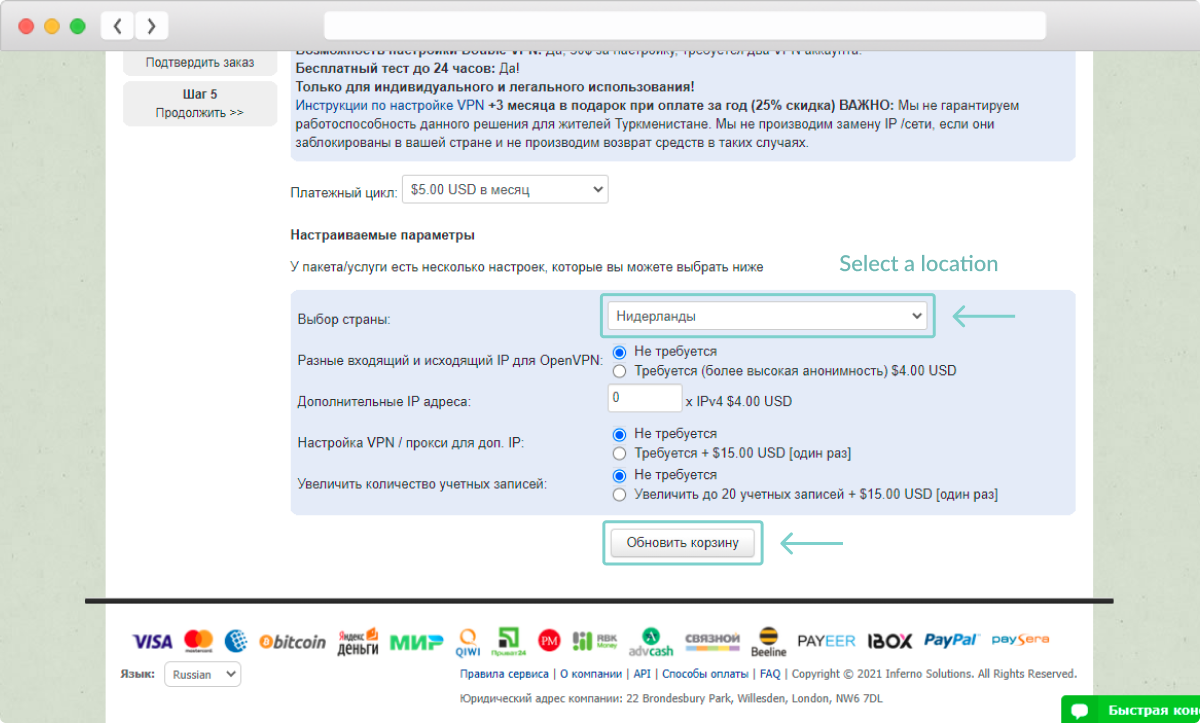 Возможность настройки Double VPN: Да, 50$ за настройку, требуется два VPN аккаунта.
Подтвердить заказ
Бесплатный тест до 24 часов: Да!
Только для индивидуального и легального использования!
Шаг 5
Продолжить >>
Инструкции по настройке VPN +3 месяца в подарок при оплате за год (25% скидка) ВАЖНО: Мы не гарантируем
работоспособность данного решения для жителей Туркменистане. Мы не производим замену IP /сети, если они
заблокированы в вашей стране и не производим возврат средств в таких случаях.
Платежный цикл: $5.00 USD в месяц
Настраиваемые параметры
У пакета/услуги есть несколько настроек, которые вы можете выбрать ниже
Select a location
Выбор страны: Нидерланды
Разные входящий и исходящий IP для OpenVPN: Не требуется
Требуется (более высокая анонимность) $4.00 USD
Дополнительные IP адреса: 0 x IPv4 $4.00 USD
Настройка VPN / прокси для доп. IP: Не требуется
Требуется + $15.00 USD [один раз]
Увеличить количество учетных записей: Не требуется
Увеличить до 20 учетных записей + $15.00 USD [один раз]
Обновить корзину
VISA mastercard bitcoin Яндекс деньги МИР QIWI Приват24 PM RBK Money advcash СВЯЗНОЙ Beeline PAYEER IBOX PayPal paysera
Язык: Russian
Правила сервиса | О компании | API | Способы оплаты | FAQ | Copyright © 2021 Inferno Solutions. All Rights Reserved.
Юридический адрес компании: 22 Brondesbury Park, Willesden, London, NW6 7DL
Быстрая кон